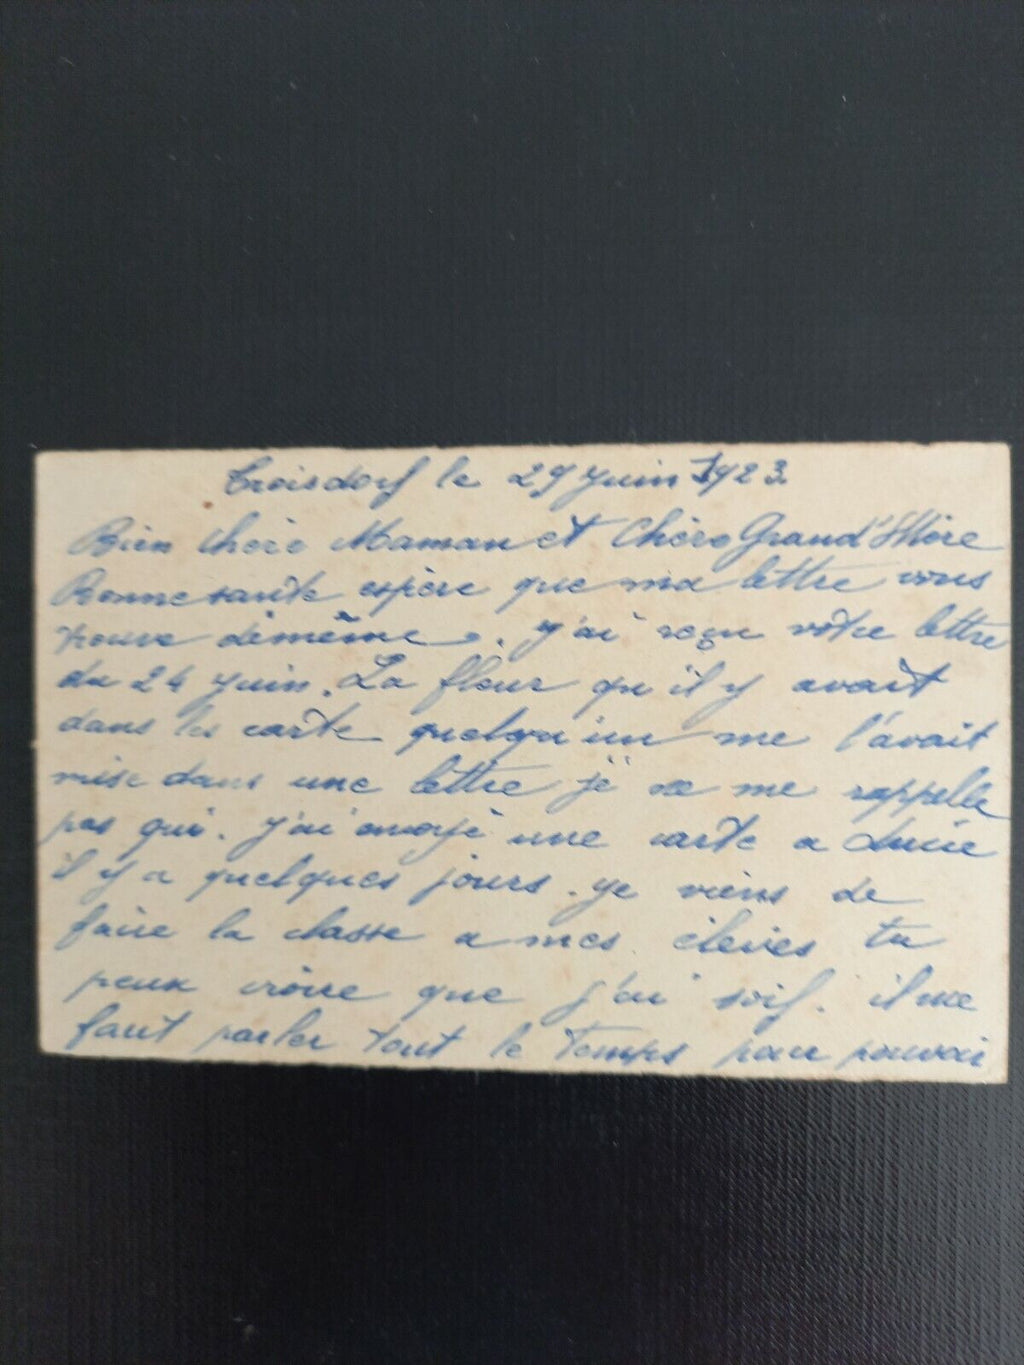 Troisdorf le 29 Juin 1923.
Bien chère Maman et Chère Grand'Mère
Bonne santé espère que ma lettre vous
trouve dêmême. J'ai reçu votre lettre
du 24 Juin. La fleur qu'il y avait
dans les carte quelqu'un me l'avait
mise dans une lettre je ne me rappelle
pas qui. J'ai envoyé une carte a Lucie
il y a quelques jours. Je viens de
faire la classe a mes élèves tu
peux croire que j'ai soif. il me
faut parler tout le temps pour pouvoir